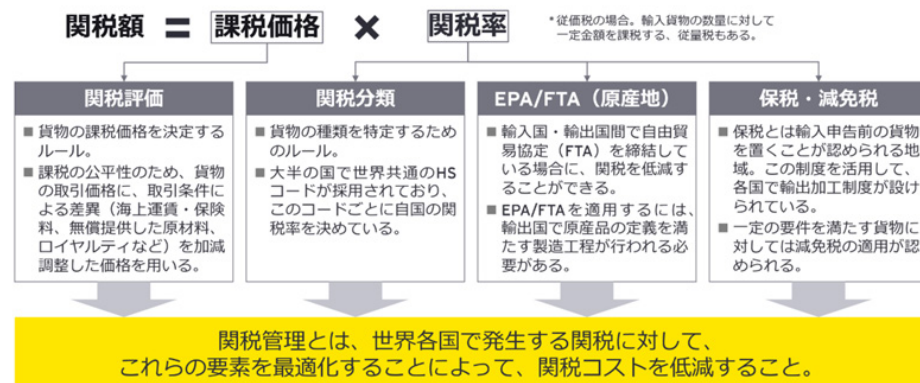 関税額 = 課税価格 × 関税率
*従価税の場合。輸入貨物の数量に対して
一定金額を課税する、従量税もある。
関税評価
■ 貨物の課税価格を決定する
ルール。
■ 課税の公平性のため、貨物
の取引価格に、取引条件に
よる差異（海上運賃・保険
料、無償提供した原材料、
ロイヤルティなど）を加減
調整した価格を用いる。
関税分類
■ 貨物の種類を特定するため
のルール。
■ 大半の国で世界共通のHS
コードが採用されており、
このコードごとに自国の関
税率を決めている。
EPA/FTA（原産地）
■ 輸入国・輸出国間で自由貿
易協定（FTA）を締結して
いる場合に、関税を低減す
ることができる。
■ EPA/FTAを適用するには、
輸出国で原産品の定義を満
たす製造工程が行われる必
要がある。
保税・減免税
■ 保税とは輸入申告前の貨物
を置くことが認められる地
域。この制度を活用して、
各国で輸出加工制度が設け
られている。
■ 一定の要件を満たす貨物に
対しては減免税の適用が認
められる。
関税管理とは、世界各国で発生する関税に対して、
これらの要素を最適化することによって、関税コストを低減すること。